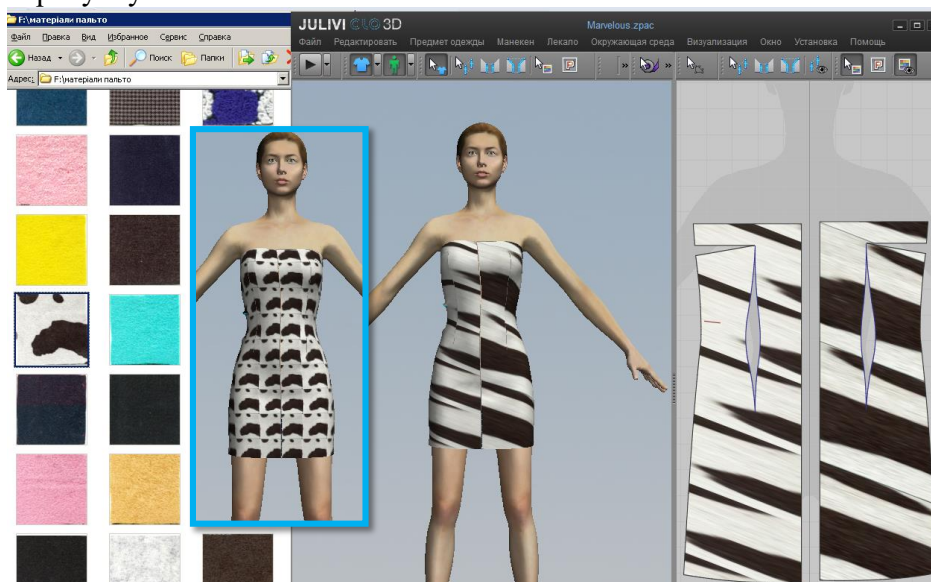 F:\матеріали пальто
Файл Правка Вид Избранное Сервис Справка
Назад Поиск Папки
Адрес: F:\матеріали пальто
JULIVI CLO 3D
Marvelous.zpac
Файл Редактировать Предмет одежды Манекен Лекало Окружающая среда Визуализация Окно Установка Помощь